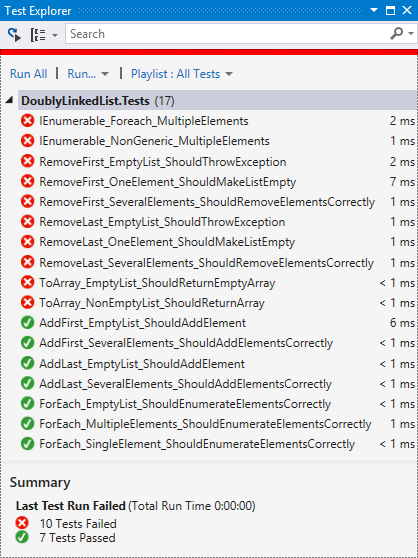 Test Explorer
Search
Run All | Run... | Playlist : All Tests
DoublyLinkedList.Tests (17)
IEnumerable_Foreach_MultipleElements 2 ms
IEnumerable_NonGeneric_MultipleElements 1 ms
RemoveFirst_EmptyList_ShouldThrowException 2 ms
RemoveFirst_OneElement_ShouldMakeListEmpty 7 ms
RemoveFirst_SeveralElements_ShouldRemoveElementsCorrectly 1 ms
RemoveLast_EmptyList_ShouldThrowException 1 ms
RemoveLast_OneElement_ShouldMakeListEmpty 1 ms
RemoveLast_SeveralElements_ShouldRemoveElementsCorrectly 1 ms
ToArray_EmptyList_ShouldReturnEmptyArray < 1 ms
ToArray_NonEmptyList_ShouldReturnArray < 1 ms
AddFirst_EmptyList_ShouldAddElement 6 ms
AddFirst_SeveralElements_ShouldAddElementsCorrectly < 1 ms
AddLast_EmptyList_ShouldAddElement < 1 ms
AddLast_SeveralElements_ShouldAddElementsCorrectly < 1 ms
ForEach_EmptyList_ShouldEnumerateElementsCorrectly < 1 ms
ForEach_MultipleElements_ShouldEnumerateElementsCorrectly 1 ms
ForEach_SingleElement_ShouldEnumerateElementsCorrectly < 1 ms
Summary
Last Test Run Failed (Total Run Time 0:00:00)
10 Tests Failed
7 Tests Passed